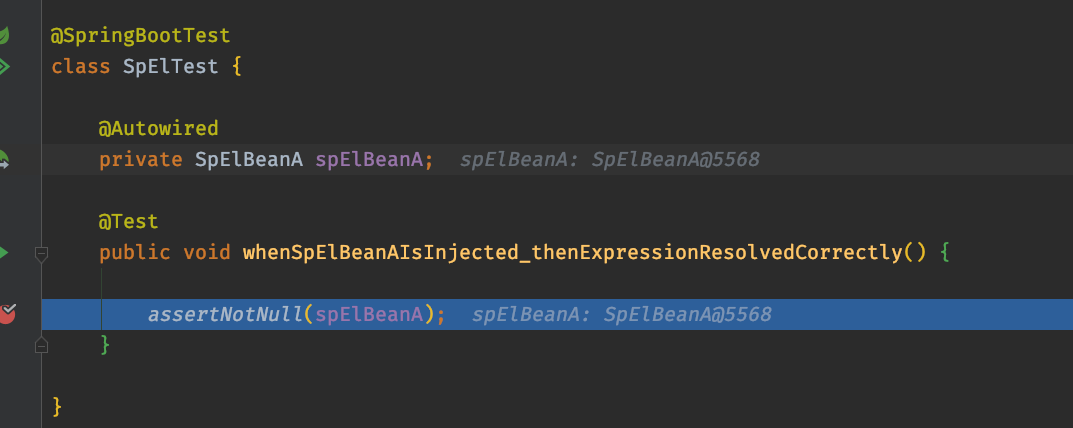 @SpringBootTest
class SpElTest {
@Autowired
private SpElBeanA spElBeanA; spElBeanA: SpElBeanA@5568
@Test
public void whenSpElBeanAIsInjected_thenExpressionResolvedCorrectly() {
assertNotNull(spElBeanA); spElBeanA: SpElBeanA@5568
}
}